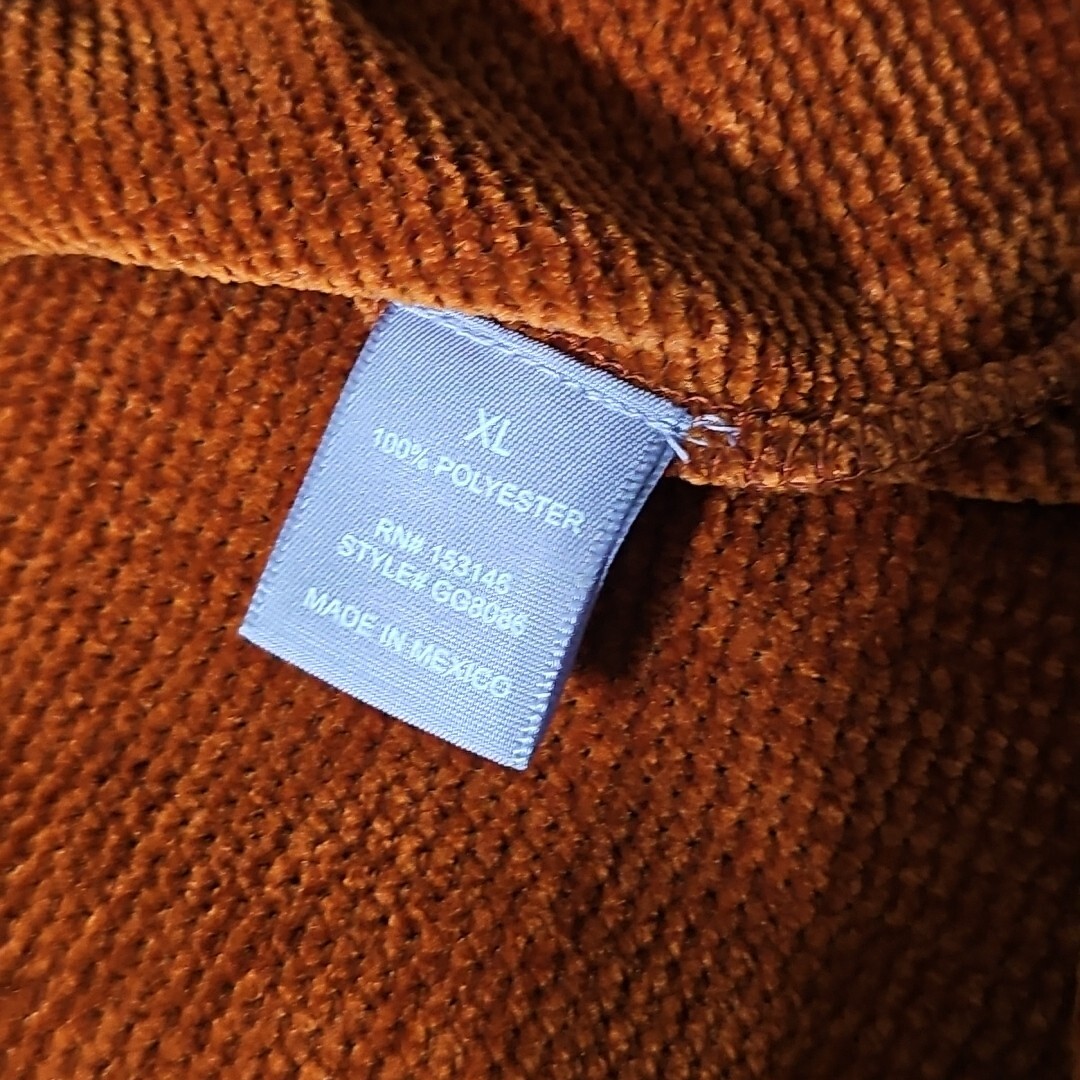 XL
100% POLYESTER
RN# 153148
STYLE# GG8086
MADE IN MEXICO